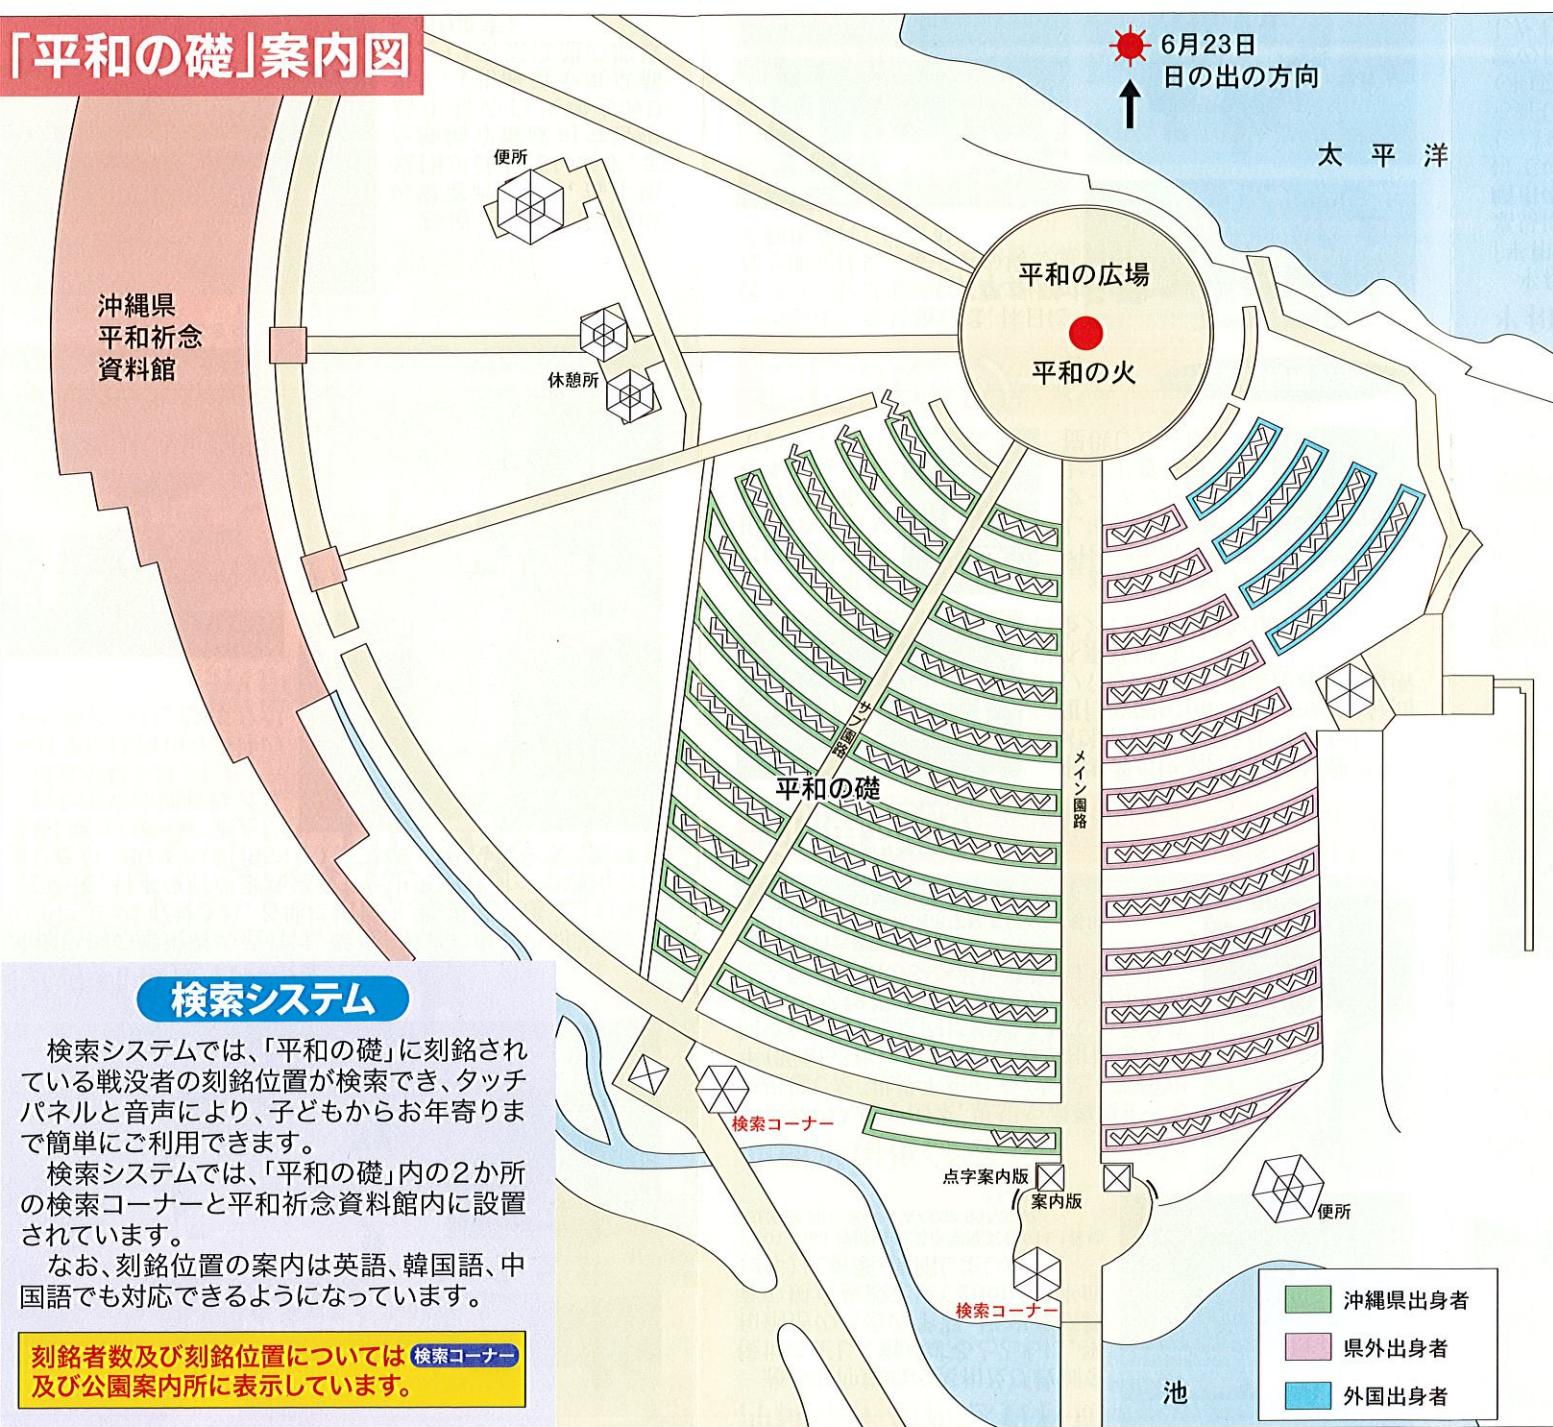 「平和の礎」案内図
6月23日
日の出の方向
太平洋
便所
平和の広場
平和の火
沖縄県
平和祈念
資料館
休憩所
サブ園路
メイン園路
平和の礎
検索システム
検索システムでは、「平和の礎」に刻銘され
ている戦没者の刻銘位置が検索でき、タッチ
パネルと音声により、子どもからお年寄りま
で簡単にご利用できます。
検索システムでは、「平和の礎」内の2か所
の検索コーナーと平和祈念資料館内に設置
されています。
なお、刻銘位置の案内は英語、韓国語、中
国語でも対応できるようになっています。
刻銘者数及び刻銘位置については検索コーナー
及び公園案内所に表示しています。
検索コーナー
点字案内版
案内版
便所
検索コーナー
池
沖縄県出身者
県外出身者
外国出身者